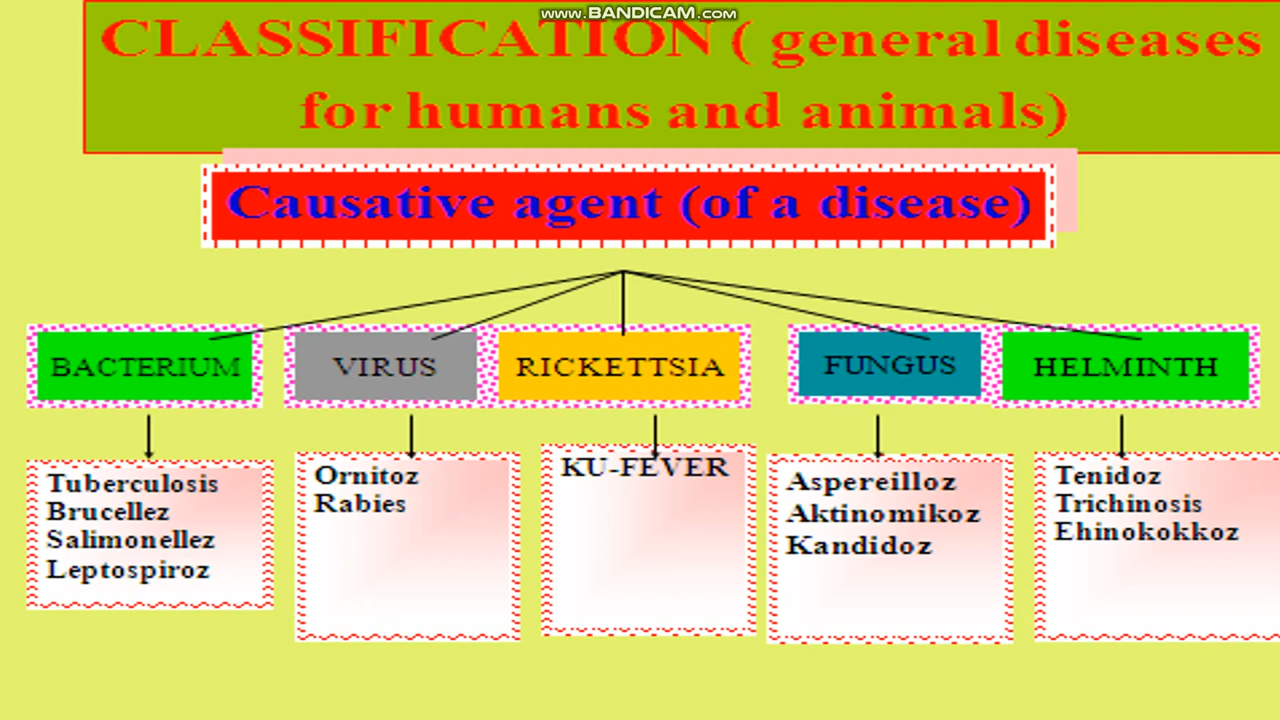 www.BANDICAM.com
CLASSIFICATION ( general diseases
for humans and animals)
Causative agent (of a disease)
BACTERIUM
VIRUS
RICKETTSIA
FUNGUS
HELMINTH
Tuberculosis
Brucellez
Salimonellez
Leptospiroz
Ornitoz
Rabies
KU-FEVER
Aspereilloz
Aktinomikoz
Kandidoz
Tenidoz
Trichinosis
Ehinokokkoz